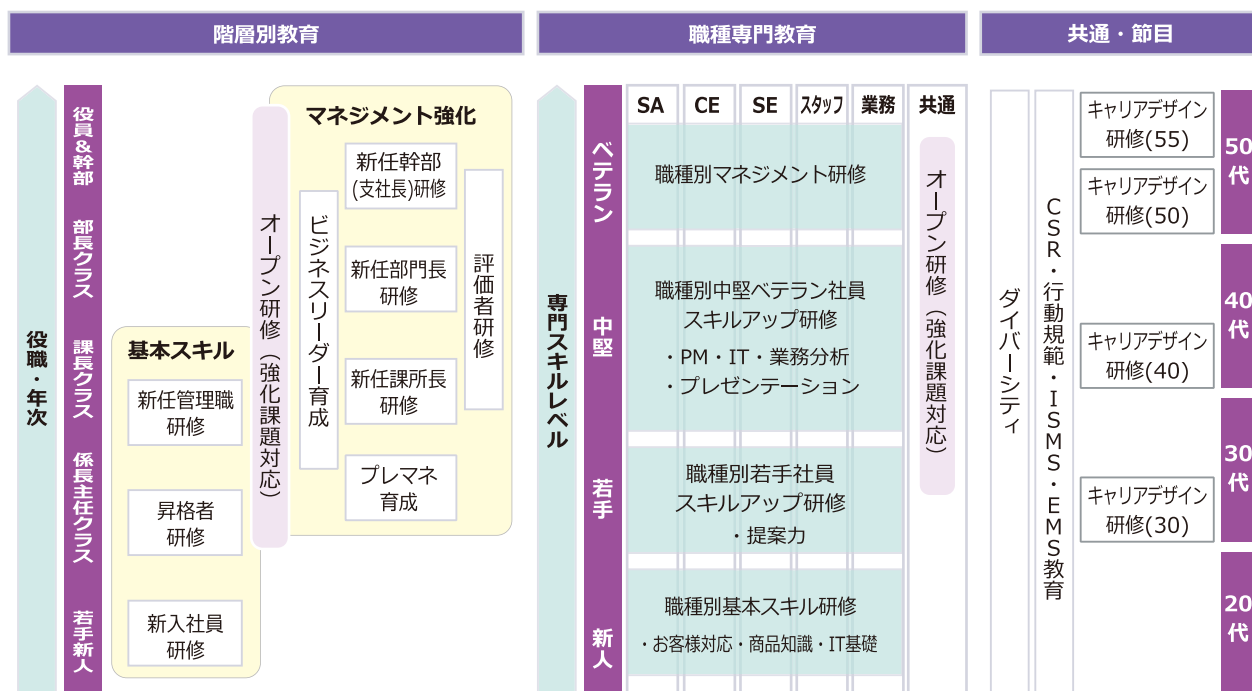 階層別教育
職種専門教育
共通・節目
役職・年次
役員&幹部
部長クラス
課長クラス
係長主任クラス
若手新人
基本スキル
新任管理職
研修
昇格者
研修
新入社員
研修
オープン研修（強化課題対応）
マネジメント強化
ビジネスリーダー育成
新任幹部
(支社長)研修
新任部門長
研修
新任課所長
研修
プレマネ
育成
評価者研修
専門スキルレベル
ベテラン
中堅
若手
新人
SA
CE
SE
スタッフ
業務
共通
職種別マネジメント研修
職種別中堅ベテラン社員
スキルアップ研修
・PM・IT・業務分析
・プレゼンテーション
職種別若手社員
スキルアップ研修
・提案力
職種別基本スキル研修
・お客様対応・商品知識・IT基礎
オープン研修（強化課題対応）
ダイバーシティ
CSR・行動規範・ISMS・EMS教育
キャリアデザイン
研修(55)
キャリアデザイン
研修(50)
キャリアデザイン
研修(40)
キャリアデザイン
研修(30)
50
代
40
代
30
代
20
代